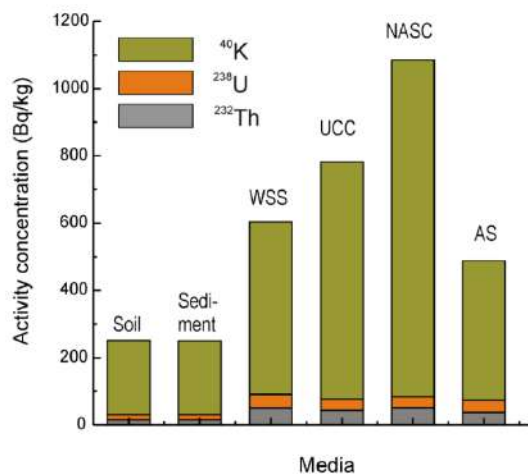 Activity concentration (Bq/kg)
1200
1000
800
600
400
200
0
⁴⁰K
²³⁸U
²³²Th
Soil
Sedi-
ment
WSS
UCC
NASC
AS
Media